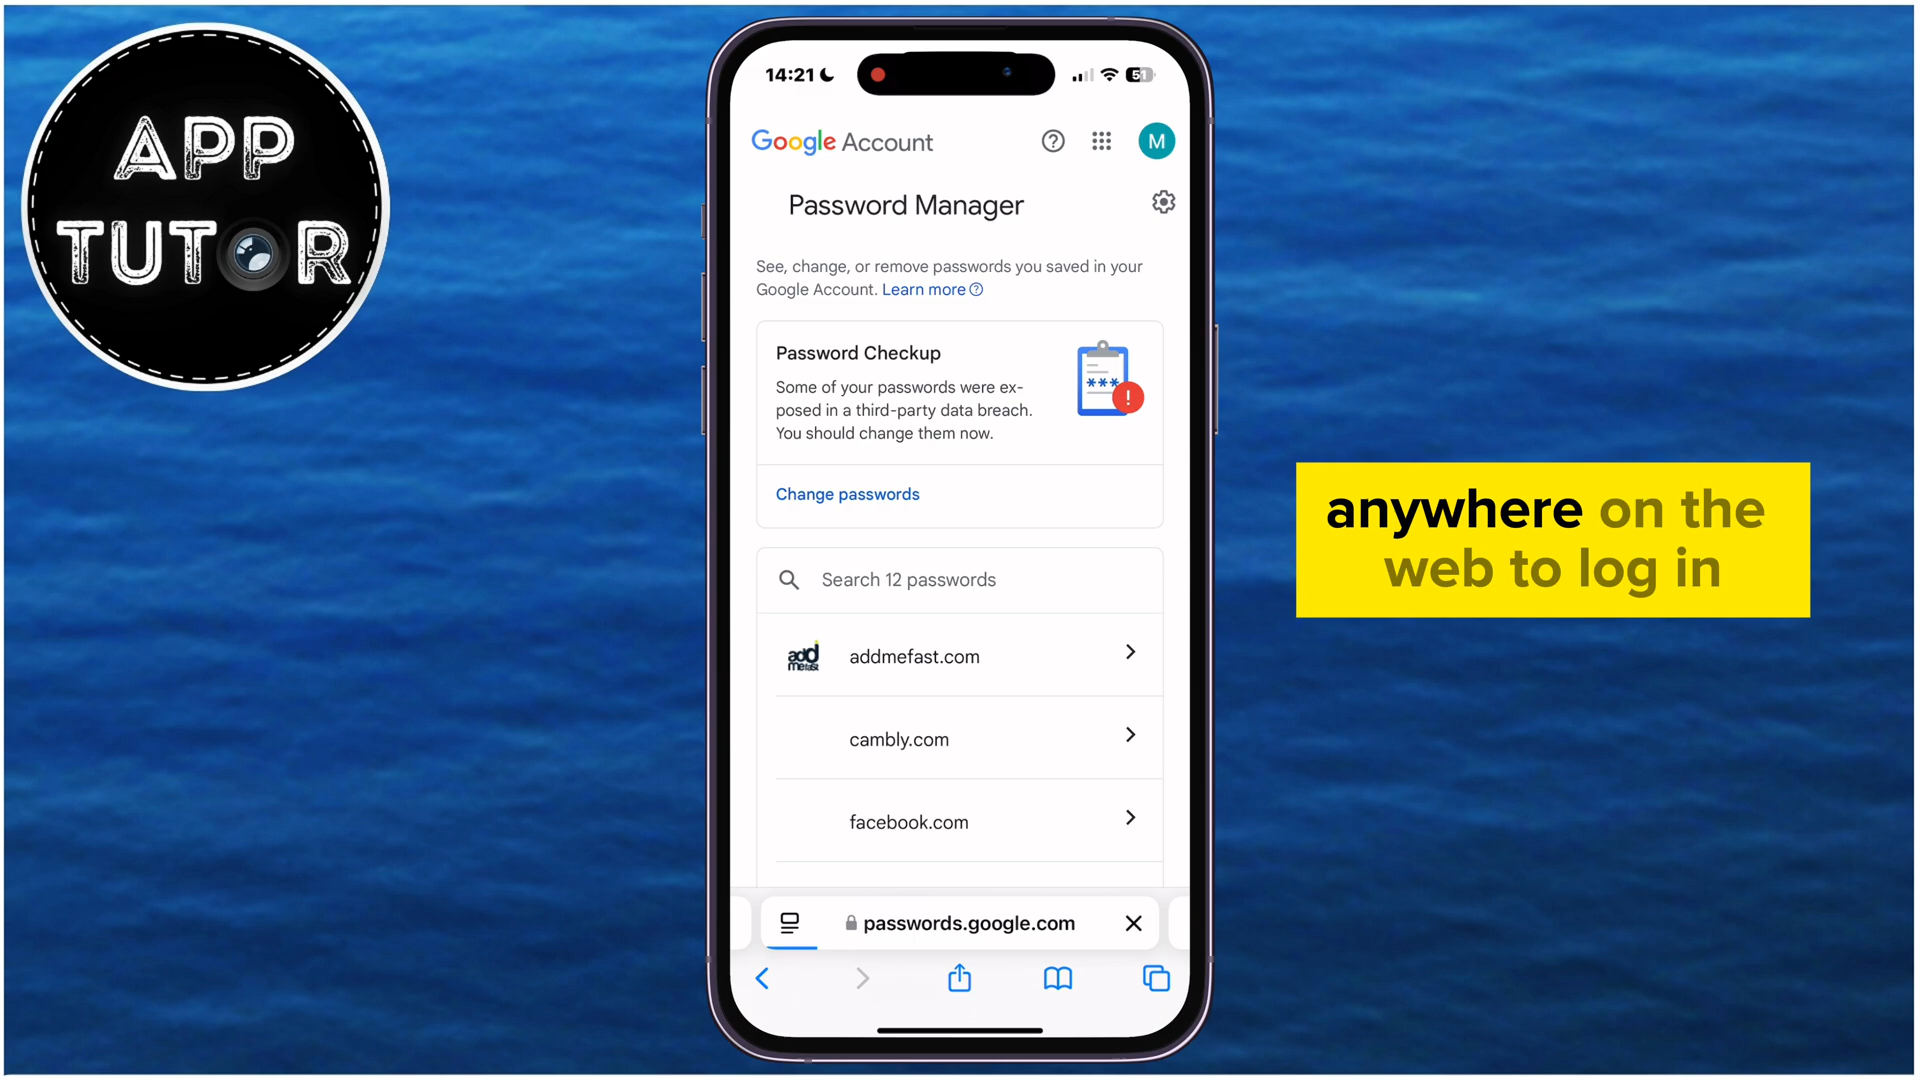 APP
TUTOR
14:21
51
Google Account
M
Password Manager
See, change, or remove passwords you saved in your
Google Account. Learn more
Password Checkup
Some of your passwords were ex-
posed in a third-party data breach.
You should change them now.
***
!
Change passwords
Search 12 passwords
add
me fast
addmefast.com
cambly.com
facebook.com
passwords.google.com
anywhere on the
web to log in